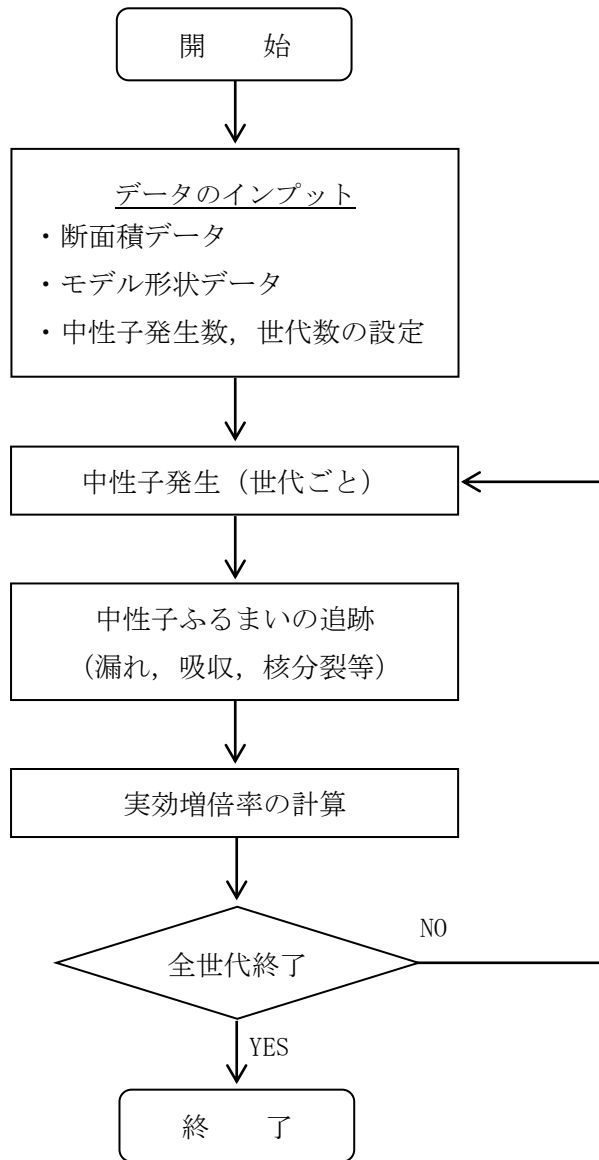 開　　始
データのインプット
・断面積データ
・モデル形状データ
・中性子発生数，世代数の設定
中性子発生（世代ごと）
中性子ふるまいの追跡
（漏れ，吸収，核分裂等）
実効増倍率の計算
全世代終了
NO
YES
終　　了